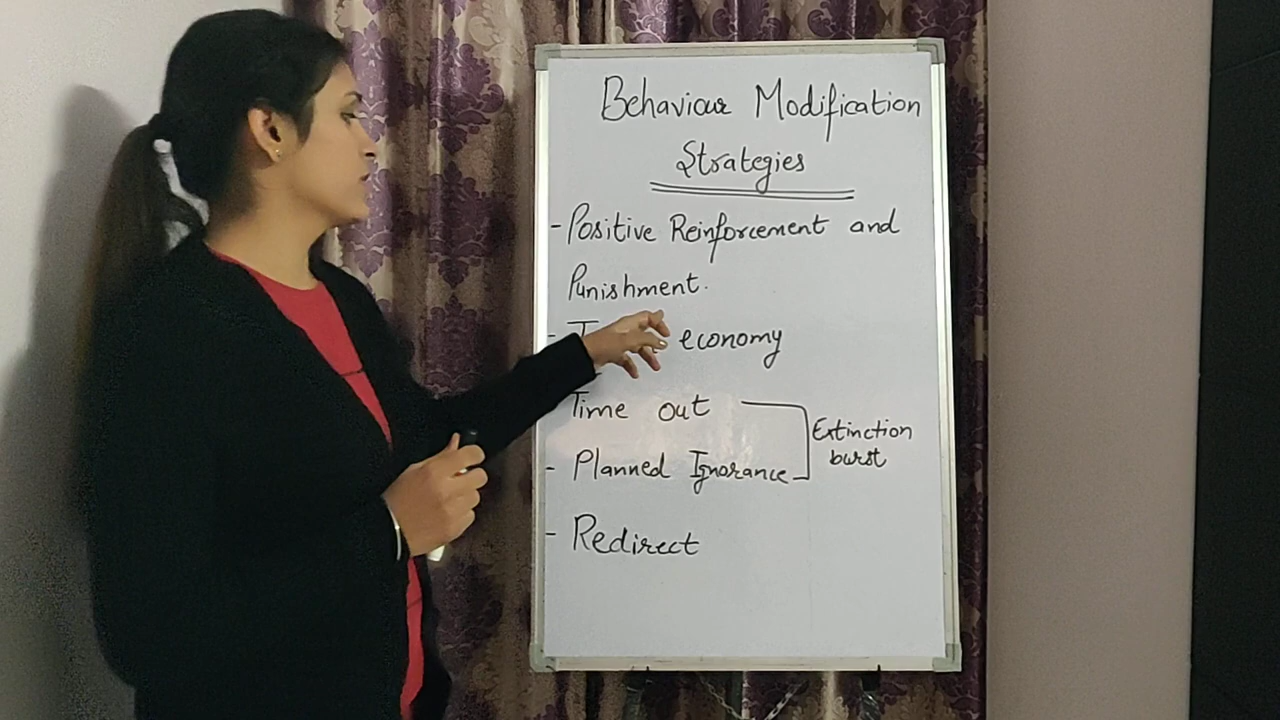 Behaviour Modification
Strategies
- Positive Reinforcement and
Punishment.
- economy
Time out
- Planned Ignorance
Extinction
burst
- Redirect